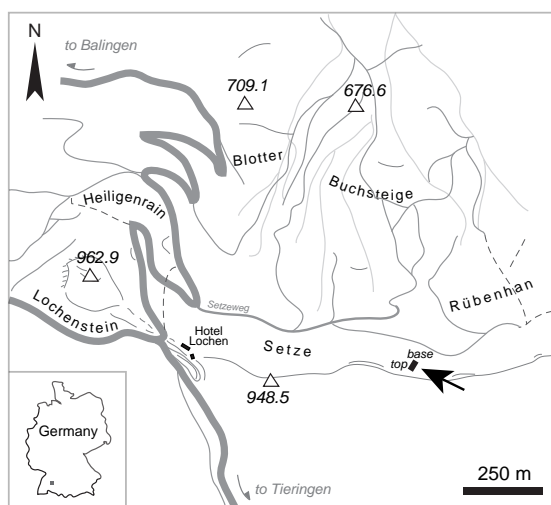 N
to Balingen
709.1
676.6
Blotter
Buchsteige
Heiligenrain
962.9
Rübenhan
Lochenstein
Setzeweg
Hotel
Lochen
Setze
base
top
948.5
Germany
250 m
to Tieringen